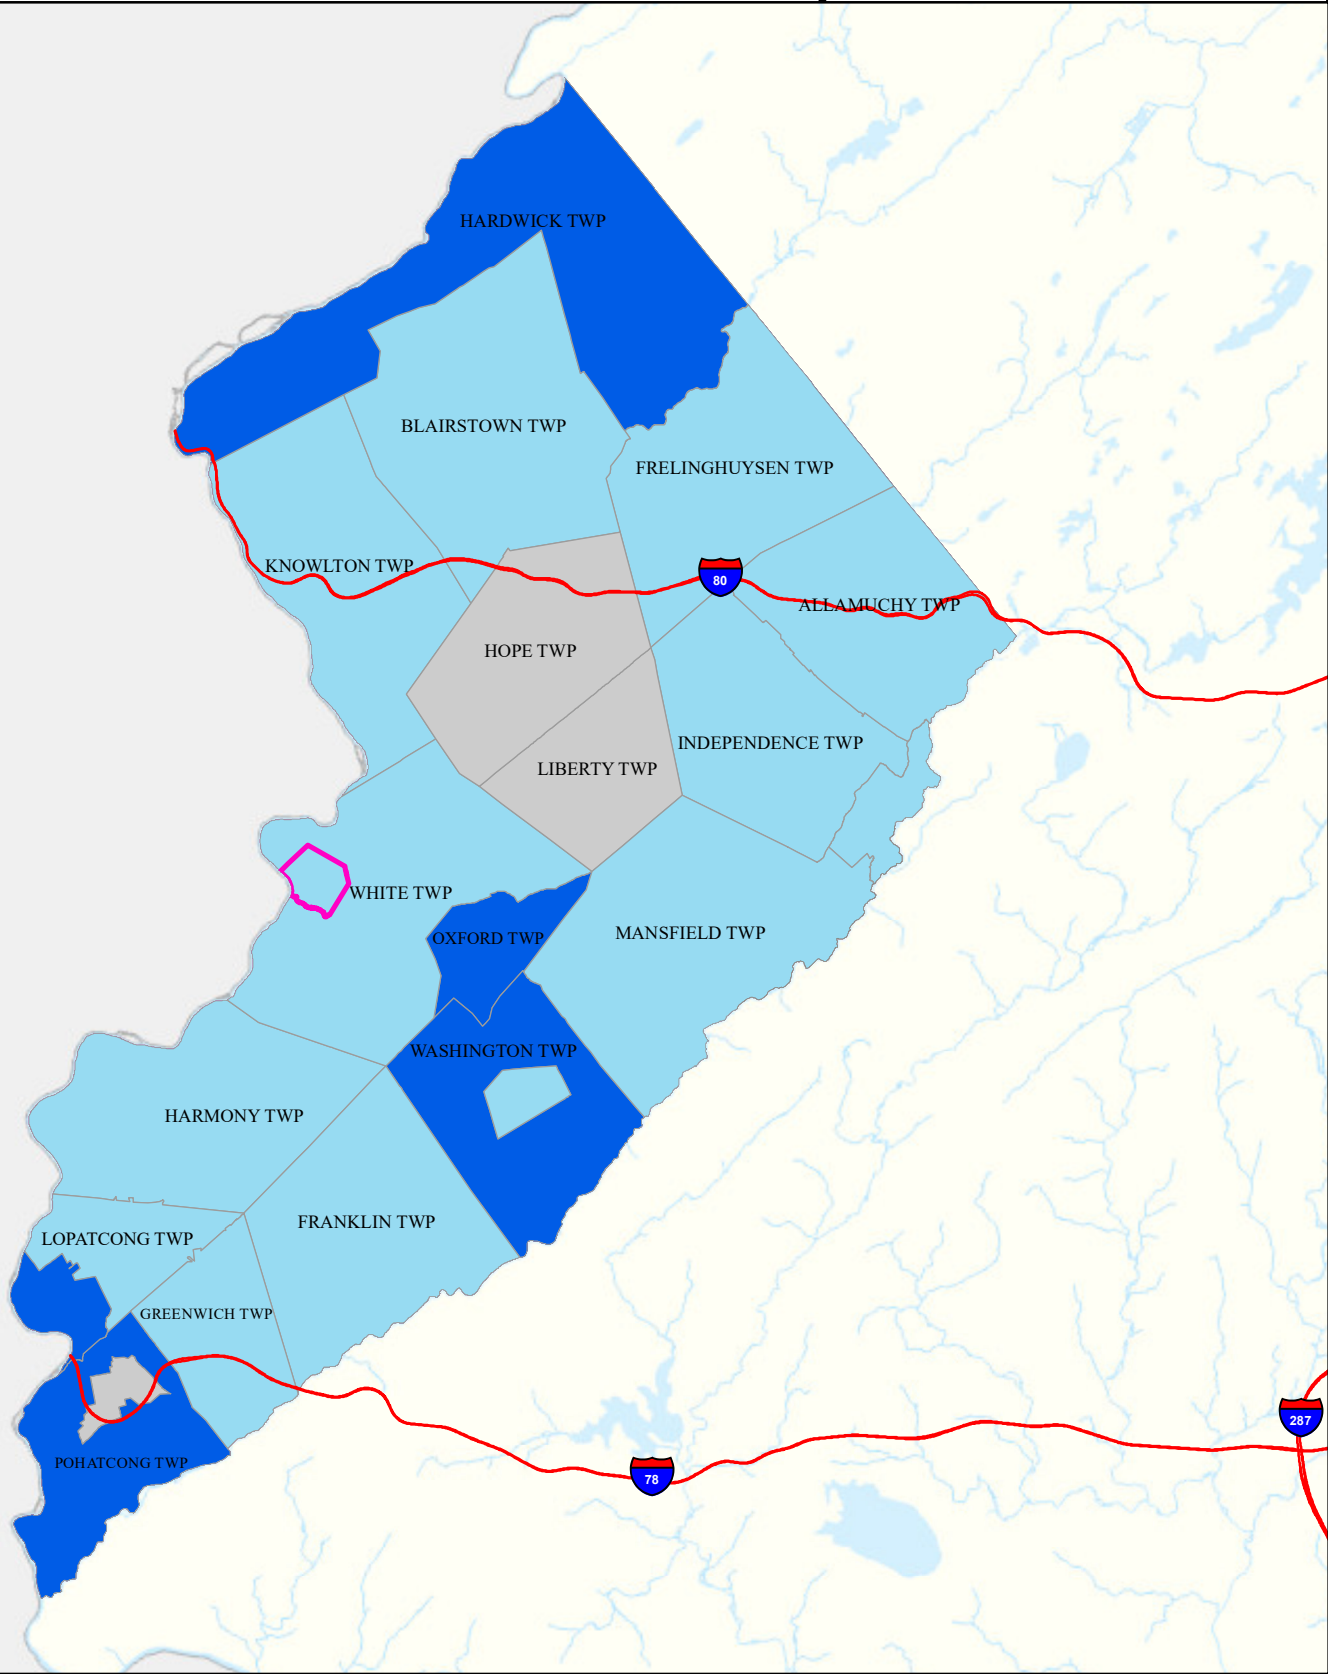 HARDWICK TWP
BLAIRSTOWN TWP
FRELINGHUYSEN TWP
KNOWLTON TWP
80
ALLAMUCHY TWP
HOPE TWP
INDEPENDENCE TWP
LIBERTY TWP
WHITE TWP
OXFORD TWP
MANSFIELD TWP
WASHINGTON TWP
HARMONY TWP
FRANKLIN TWP
LOPATCONG TWP
GREENWICH TWP
287
POHATCONG TWP
78